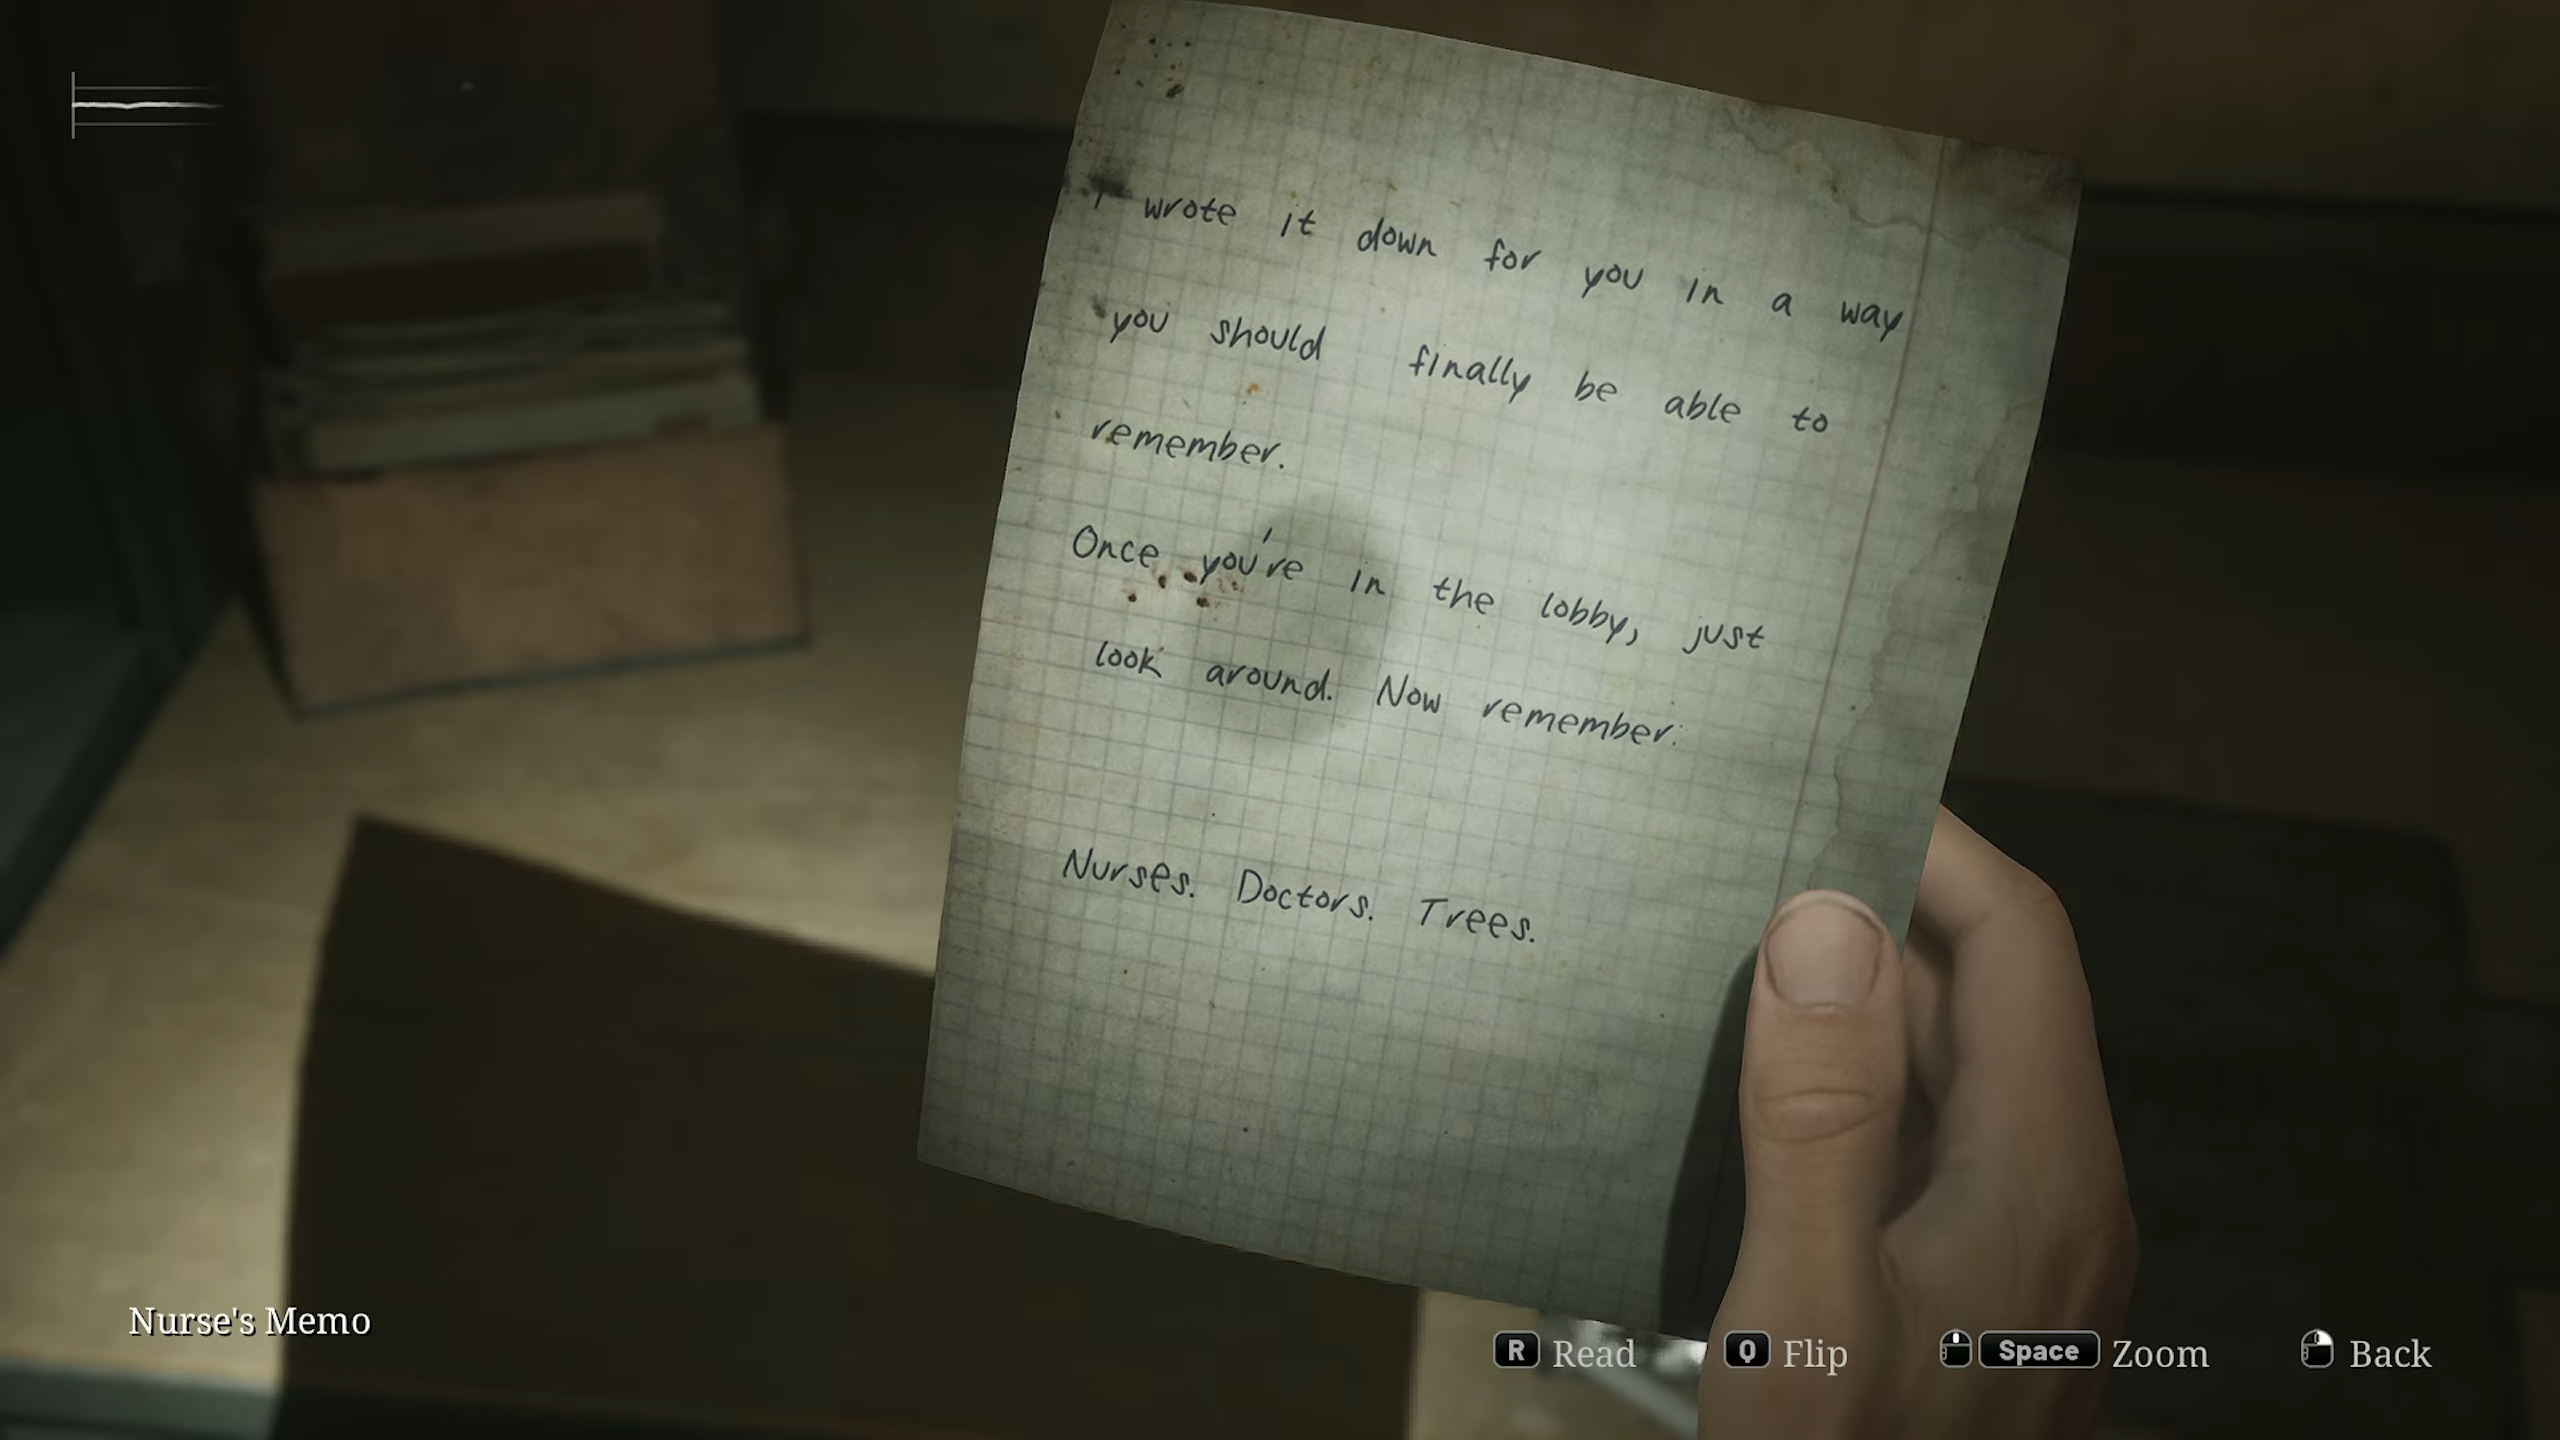 I wrote it down for you in a way
you should finally be able to
remember.
Once you're in the lobby, just
look around. Now remember:
Nurses. Doctors. Trees.
Nurse's Memo
R Read Q Flip Space Zoom Back